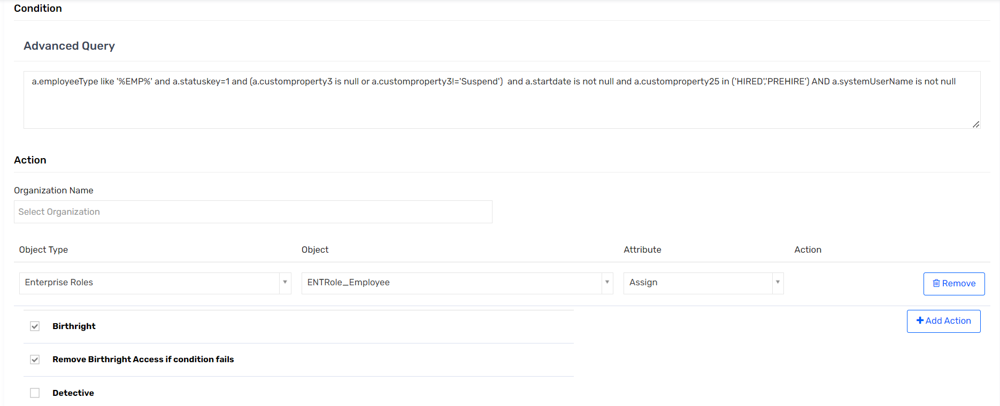 Condition
Advanced Query
a.employeeType like '%EMP%' and a.statuskey=1 and (a.customproperty3 is null or a.customproperty3!='Suspend')  and a.startdate is not null and a.customproperty25 in ('HIRED','PREHIRE') AND a.systemUserName is not null
Action
Organization Name
Select Organization
Object Type Object Attribute Action
Enterprise Roles ENTRole_Employee Assign Remove
Birthright Add Action
Remove Birthright Access if condition fails
Detective